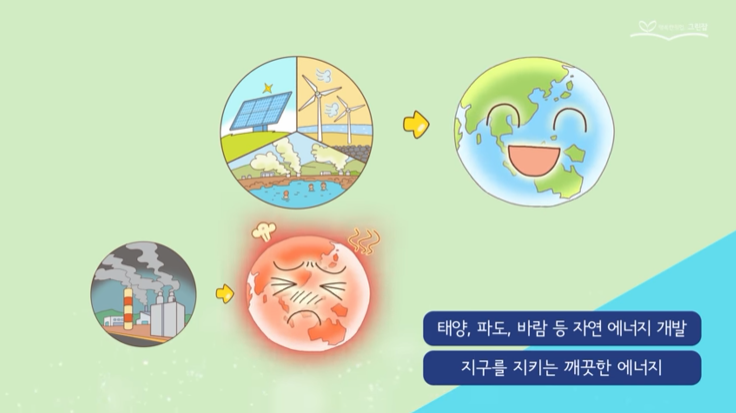 태양, 파도, 바람 등 자연 에너지 개발
지구를 지키는 깨끗한 에너지